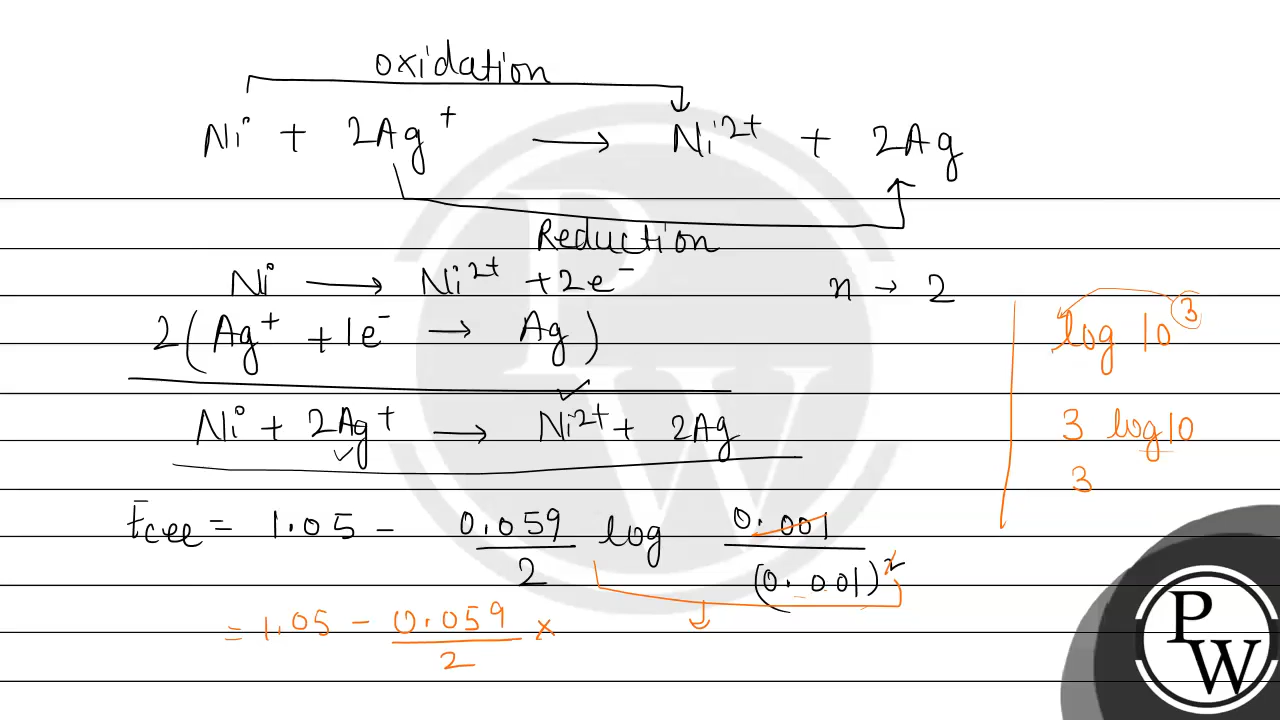 oxidation
Ni + 2Ag⁺ → Ni²⁺ + 2Ag
Reduction
Ni → Ni²⁺ + 2e⁻
n → 2
2(Ag⁺ + 1e⁻ → Ag)
Ni + 2Ag⁺ → Ni²⁺ + 2Ag
log 10³
3 log 10
3
Ecell = 1.05 - 0.059/2 log 0.001/(0.001)²
= 1.05 - 0.059/2 ×
PW
PW